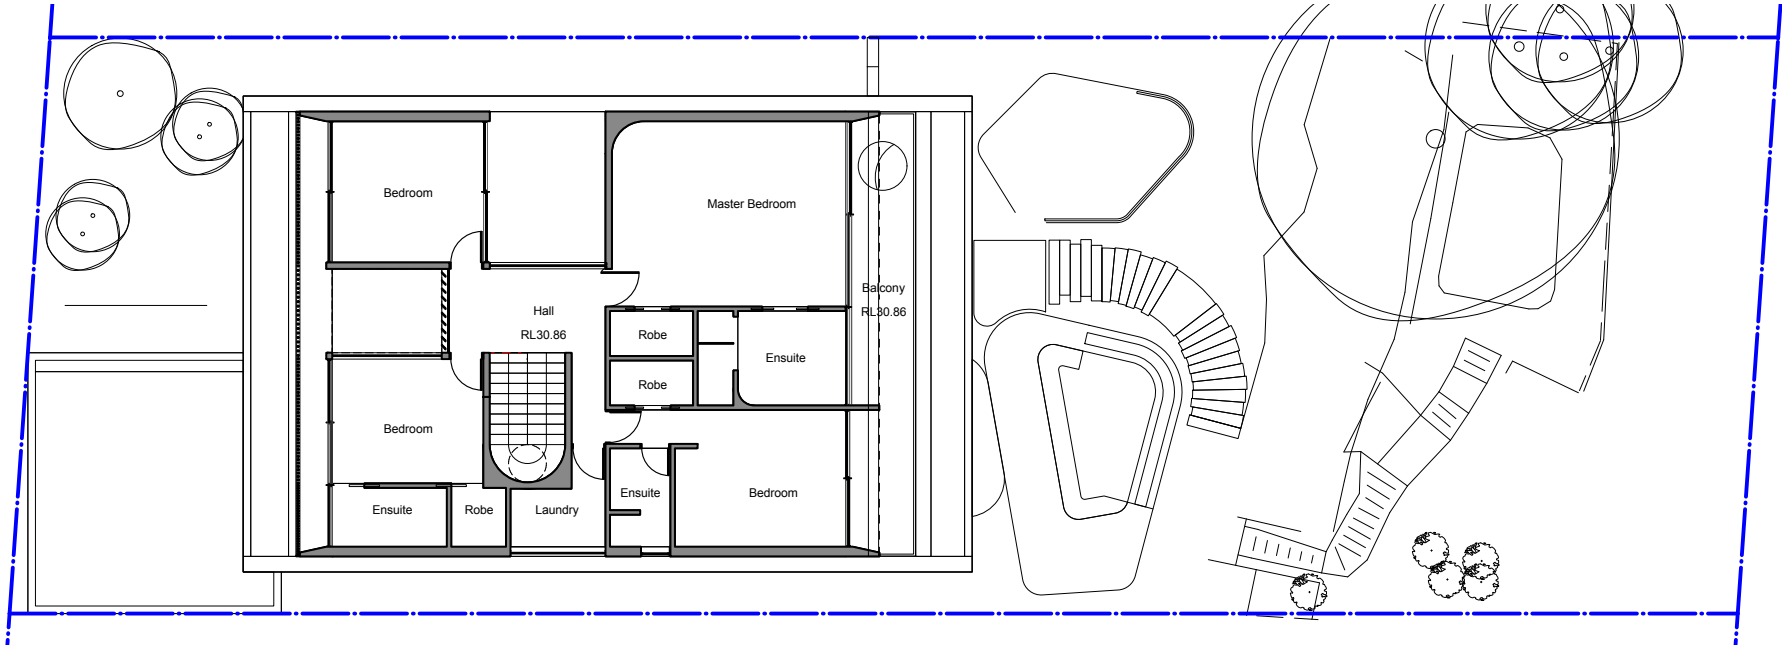 Bedroom
Master Bedroom
Balcony
RL30.86
Hall
RL30.86
Robe
Ensuite
Robe
Bedroom
Ensuite
Robe
Laundry
Ensuite
Bedroom